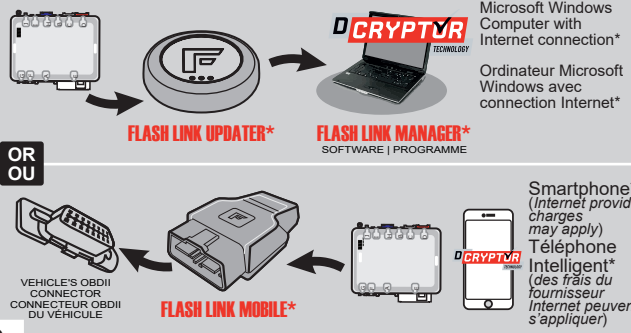 DCRYPTOR
TECHNOLOGY
Microsoft Windows
Computer with
Internet connection*
Ordinateur Microsoft
Windows avec
connection Internet*
FLASH LINK UPDATER*
FLASH LINK MANAGER*
SOFTWARE | PROGRAMME
OR
OU
VEHICLE'S OBDII
CONNECTOR
CONNECTEUR OBDII
DU VÉHICULE
FLASH LINK MOBILE*
DCRYPTOR
TECHNOLOGY
Smartphone
(Internet provid
charges
may apply)
Téléphone
Intelligent*
(des frais du
fournisseur
Internet peuven
s'appliquer)